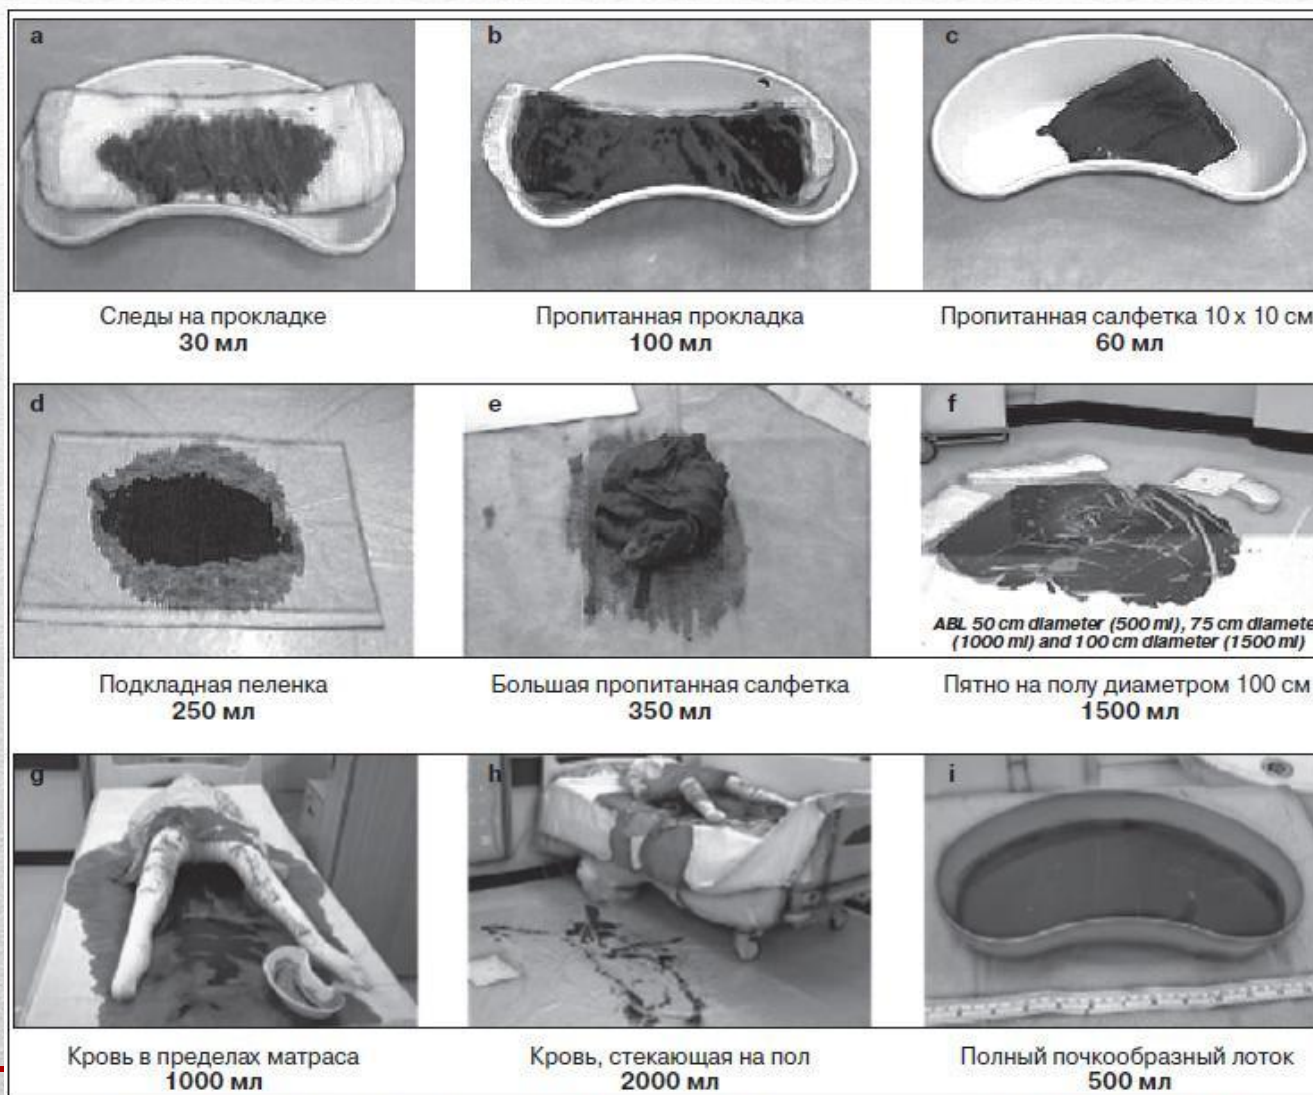 a
b
c
Следы на прокладке
30 мл
Пропитанная прокладка
100 мл
Пропитанная салфетка 10 x 10 см
60 мл
d
e
f
ABL 50 cm diameter (500 ml), 75 cm diamete
(1000 ml) and 100 cm diameter (1500 ml)
Подкладная пеленка
250 мл
Большая пропитанная салфетка
350 мл
Пятно на полу диаметром 100 см
1500 мл
g
h
i
Кровь в пределах матраса
1000 мл
Кровь, стекающая на пол
2000 мл
Полный почкообразный лоток
500 мл